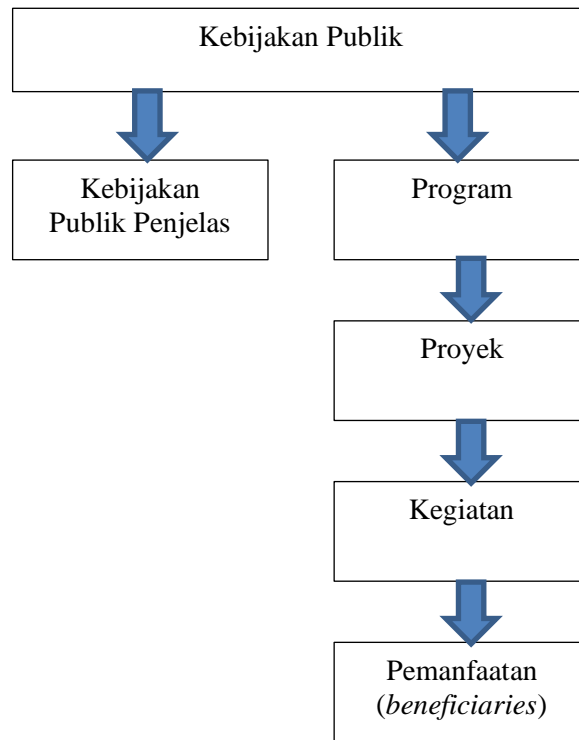 Kebijakan Publik
Kebijakan
Publik Penjelas
Program
Proyek
Kegiatan
Pemanfaatan
(beneficiaries)